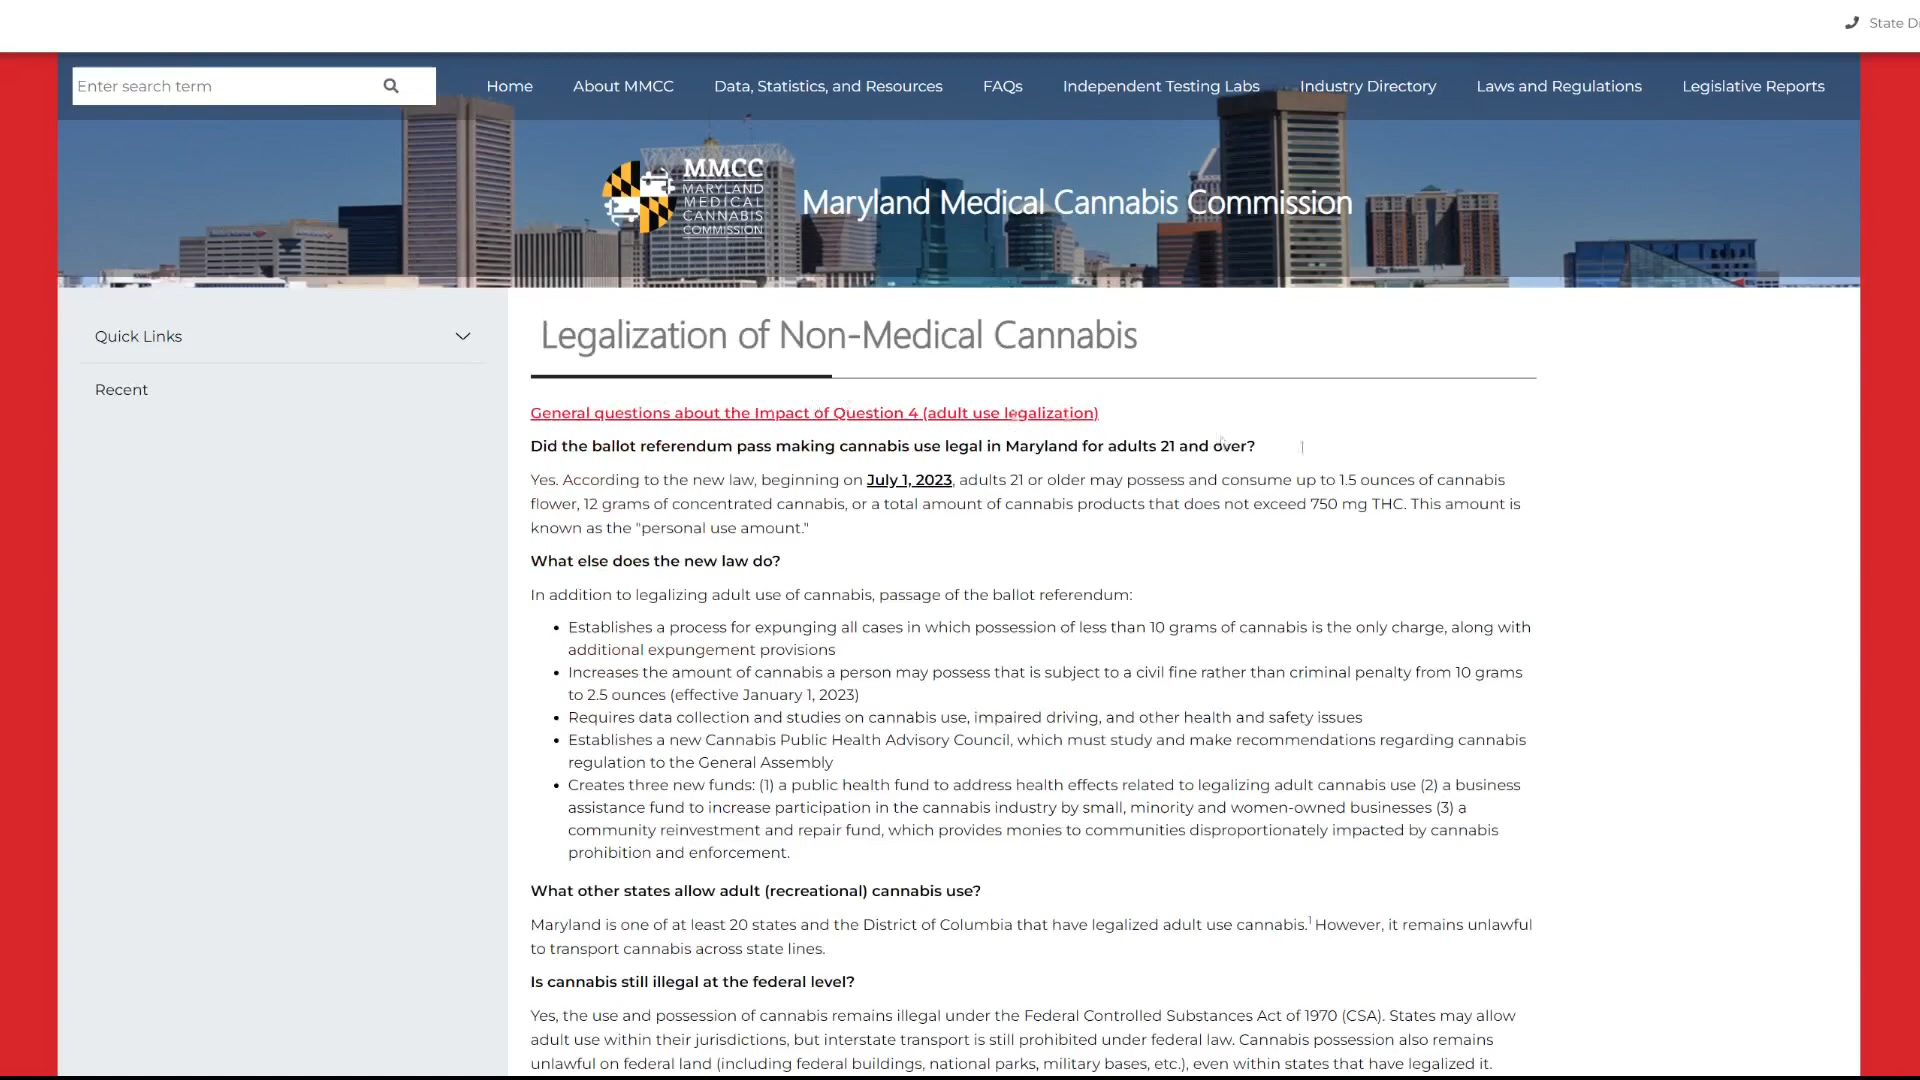 State
Enter search term
Home
About MMCC
Data, Statistics, and Resources
FAQs
Independent Testing Labs
Industry Directory
Laws and Regulations
Legislative Reports
MMCC
MARYLAND
MEDICAL
CANNABIS
COMMISSION
Maryland Medical Cannabis Commission
Quick Links
Recent
Legalization of Non-Medical Cannabis
General questions about the Impact of Question 4 (adult use legalization)
Did the ballot referendum pass making cannabis use legal in Maryland for adults 21 and over?
Yes. According to the new law, beginning on July 1, 2023, adults 21 or older may possess and consume up to 1.5 ounces of cannabis
flower, 12 grams of concentrated cannabis, or a total amount of cannabis products that does not exceed 750 mg THC. This amount is
known as the "personal use amount."
What else does the new law do?
In addition to legalizing adult use of cannabis, passage of the ballot referendum:
• Establishes a process for expunging all cases in which possession of less than 10 grams of cannabis is the only charge, along with
additional expungement provisions
• Increases the amount of cannabis a person may possess that is subject to a civil fine rather than criminal penalty from 10 grams
to 2.5 ounces (effective January 1, 2023)
• Requires data collection and studies on cannabis use, impaired driving, and other health and safety issues
• Establishes a new Cannabis Public Health Advisory Council, which must study and make recommendations regarding cannabis
regulation to the General Assembly
• Creates three new funds: (1) a public health fund to address health effects related to legalizing adult cannabis use (2) a business
assistance fund to increase participation in the cannabis industry by small, minority and women-owned businesses (3) a
community reinvestment and repair fund, which provides monies to communities disproportionately impacted by cannabis
prohibition and enforcement.
What other states allow adult (recreational) cannabis use?
Maryland is one of at least 20 states and the District of Columbia that have legalized adult use cannabis.1 However, it remains unlawful
to transport cannabis across state lines.
Is cannabis still illegal at the federal level?
Yes, the use and possession of cannabis remains illegal under the Federal Controlled Substances Act of 1970 (CSA). States may allow
adult use within their jurisdictions, but interstate transport is still prohibited under federal law. Cannabis possession also remains
unlawful on federal land (including federal buildings, national parks, military bases, etc.), even within states that have legalized it.